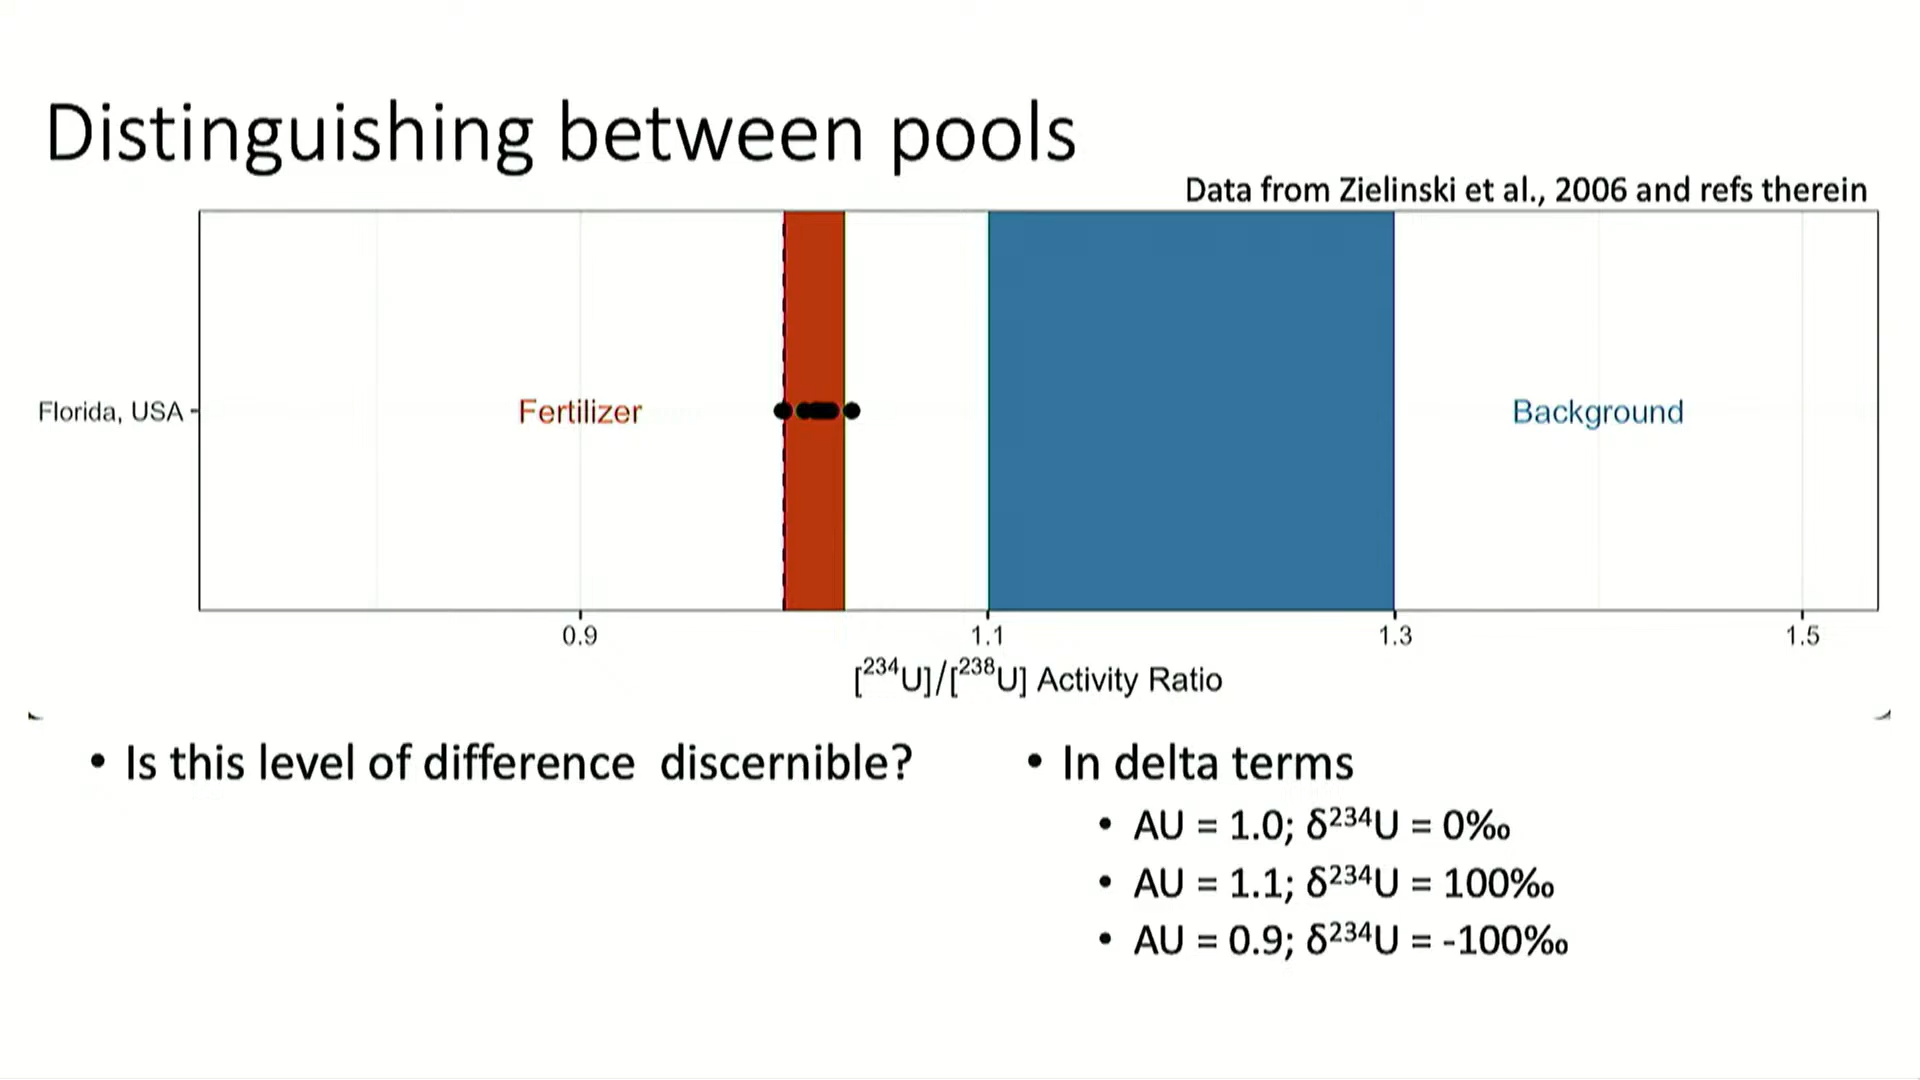 Distinguishing between pools
Data from Zielinski et al., 2006 and refs therein
Florida, USA
Fertilizer
Background
0.9
1.1
1.3
1.5
[²³⁴U]/[²³⁸U] Activity Ratio
• Is this level of difference discernible?
• In delta terms
• AU = 1.0; δ²³⁴U = 0‰
• AU = 1.1; δ²³⁴U = 100‰
• AU = 0.9; δ²³⁴U = -100‰